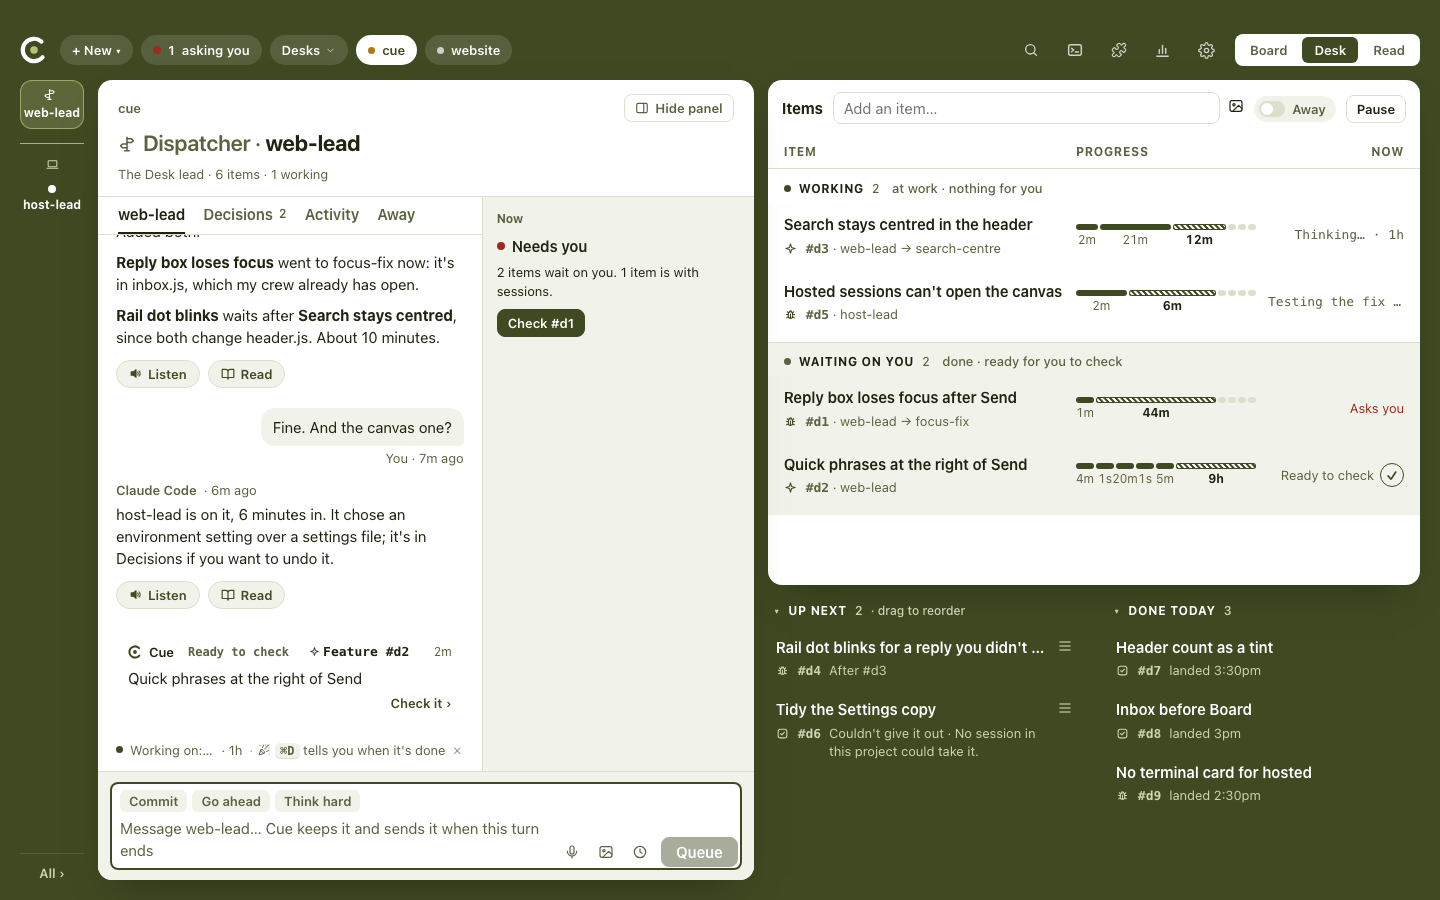 + New ▾
1 asking you
Desks
cue
website
Board
Desk
Read
web-lead
host-lead
All ›
cue
Hide panel
Dispatcher · web-lead
The Desk lead · 6 items · 1 working
web-lead
Decisions 2
Activity
Away
Reply box loses focus went to focus-fix now: it's
in inbox.js, which my crew already has open.
Rail dot blinks waits after Search stays centred,
since both change header.js. About 10 minutes.
Listen
Read
Fine. And the canvas one?
You · 7m ago
Claude Code · 6m ago
host-lead is on it, 6 minutes in. It chose an
environment setting over a settings file; it's in
Decisions if you want to undo it.
Listen
Read
Cue Ready to check Feature #d2 2m
Quick phrases at the right of Send
Check it ›
Working on:... · 1h · ⌘D tells you when it's done ×
Commit
Go ahead
Think hard
Message web-lead... Cue keeps it and sends it when this turn
ends
Queue
Now
Needs you
2 items wait on you. 1 item is with
sessions.
Check #d1
Items
Add an item...
Away
Pause
ITEM
PROGRESS
NOW
WORKING 2 at work · nothing for you
Search stays centred in the header
#d3 · web-lead → search-centre
2m 21m 12m
Thinking… · 1h
Hosted sessions can't open the canvas
#d5 · host-lead
2m 6m
Testing the fix …
WAITING ON YOU 2 done · ready for you to check
Reply box loses focus after Send
#d1 · web-lead → focus-fix
1m 44m
Asks you
Quick phrases at the right of Send
#d2 · web-lead
4m 1s 20m 1s 5m 9h
Ready to check
UP NEXT 2 · drag to reorder
Rail dot blinks for a reply you didn't ...
#d4 After #d3
Tidy the Settings copy
#d6 Couldn't give it out · No session in
this project could take it.
DONE TODAY 3
Header count as a tint
#d7 landed 3:30pm
Inbox before Board
#d8 landed 3pm
No terminal card for hosted
#d9 landed 2:30pm